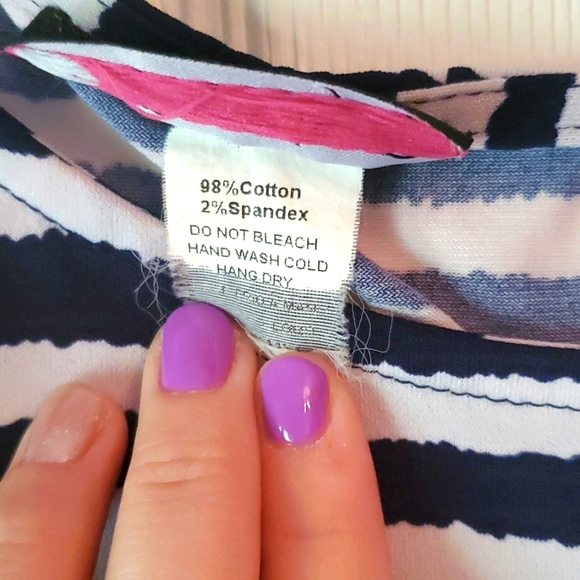 98%Cotton
2%Spandex
DO NOT BLEACH
HAND WASH COLD
HANG DRY